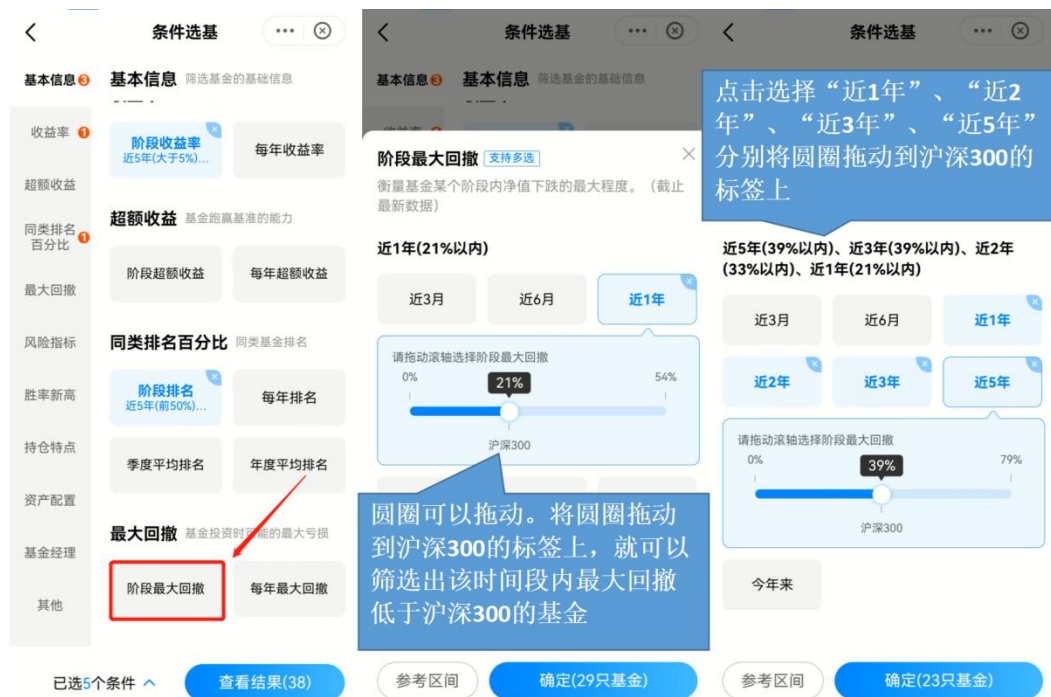 条件选基
基本信息3
基本信息 筛选基金的基础信息
收益率 1
阶段收益率
近5年(大于5%)...
每年收益率
超额收益
超额收益 基金跑赢基准的能力
同类排名
百分比 1
阶段超额收益
每年超额收益
最大回撤
风险指标
同类排名百分比 同类基金排名
胜率新高
阶段排名
近5年(前50%)...
每年排名
持仓特点
季度平均排名
年度平均排名
资产配置
最大回撤 基金投资时可能的最大亏损
基金经理
阶段最大回撤
每年最大回撤
其他
已选5个条件
查看结果(38)
条件选基
基本信息3
基本信息 筛选基金的基础信息
阶段最大回撤 支持多选
衡量基金某个阶段内净值下跌的最大程度。（截止
最新数据）
近1年(21%以内)
近3月
近6月
近1年
请拖动滚轴选择阶段最大回撤
0%
21%
54%
沪深300
圆圈可以拖动。将圆圈拖动
到沪深300的标签上，就可以
筛选出该时间段内最大回撤
低于沪深300的基金
参考区间
确定(29只基金)
条件选基
点击选择“近1年”、“近2
年”、“近3年”、“近5年”
分别将圆圈拖动到沪深300的
标签上
近5年(39%以内)、近3年(39%以内)、近2年
(33%以内)、近1年(21%以内)
近3月
近6月
近1年
近2年
近3年
近5年
请拖动滚轴选择阶段最大回撤
0%
39%
79%
沪深300
今年来
参考区间
确定(23只基金)